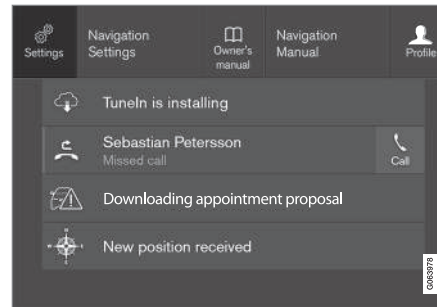 Settings
Navigation
Settings
Owner's
manual
Navigation
Manual
Profile
TuneIn is installing
Sebastian Petersson
Missed call
Call
Downloading appointment proposal
New position received
G063978